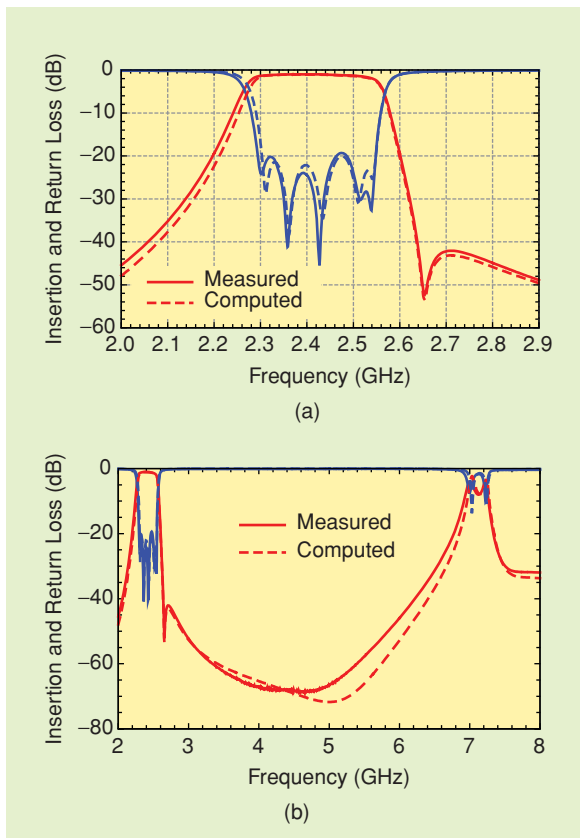 Insertion and Return Loss (dB)
0
−10
−20
−30
−40
−50
−60
Measured
Computed
2.0 2.1 2.2 2.3 2.4 2.5 2.6 2.7 2.8 2.9
Frequency (GHz)
(a)
Insertion and Return Loss (dB)
0
−20
−40
−60
−80
Measured
Computed
2 3 4 5 6 7 8
Frequency (GHz)
(b)